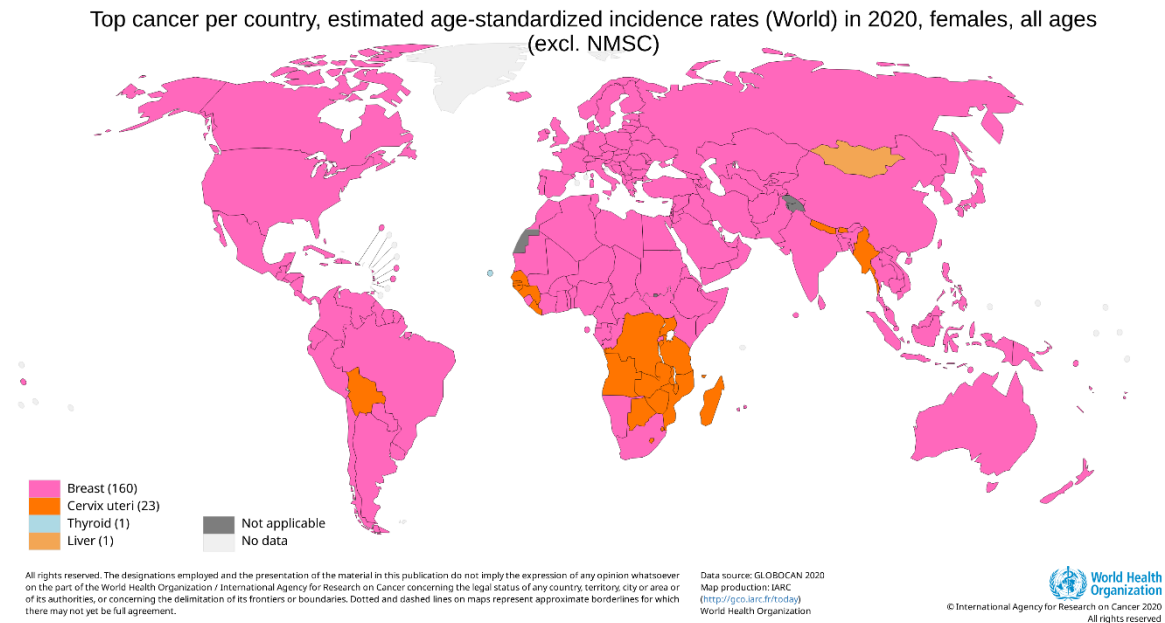 Top cancer per country, estimated age-standardized incidence rates (World) in 2020, females, all ages
(excl. NMSC)
Breast (160)
Cervix uteri (23)
Thyroid (1)
Liver (1)
Not applicable
No data
All rights reserved. The designations employed and the presentation of the material in this publication do not imply the expression of any opinion whatsoever
on the part of the World Health Organization / International Agency for Research on Cancer concerning the legal status of any country, territory, city or area or
of its authorities, or concerning the delimitation of its frontiers or boundaries. Dotted and dashed lines on maps represent approximate borderlines for which
there may not yet be full agreement.
Data source: GLOBOCAN 2020
Map production: IARC
(http://gco.iarc.fr/today)
World Health Organization
World Health
Organization
© International Agency for Research on Cancer 2020
All rights reserved